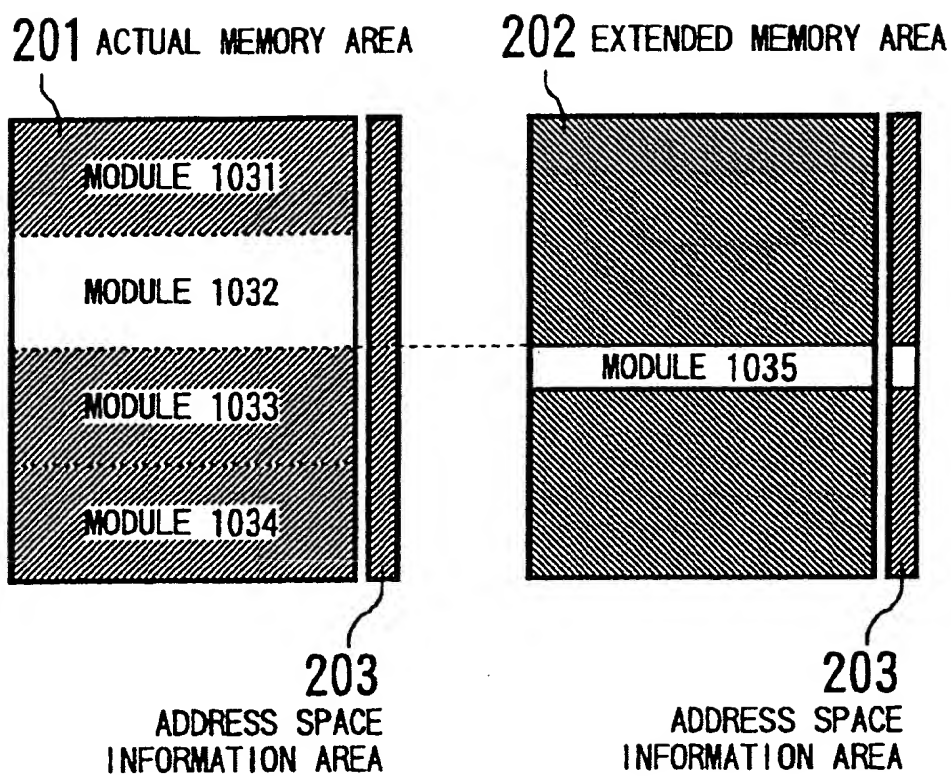 201 ACTUAL MEMORY AREA
202 EXTENDED MEMORY AREA
MODULE 1031
MODULE 1032
MODULE 1033
MODULE 1034
MODULE 1035
203
ADDRESS SPACE
INFORMATION AREA
203
ADDRESS SPACE
INFORMATION AREA